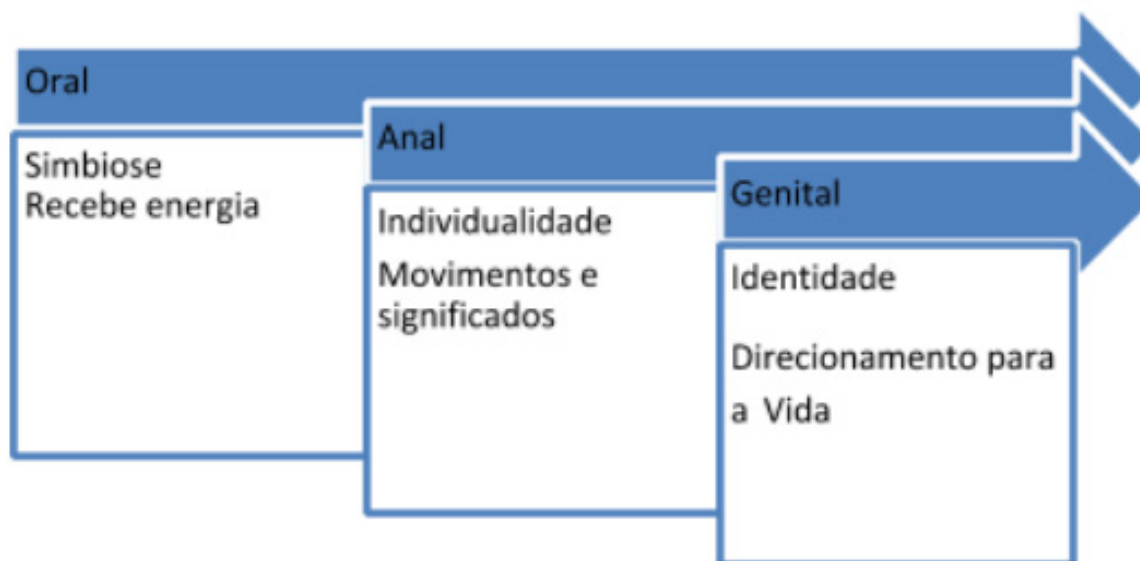 Oral
Simbiose
Recebe energia
Anal
Individualidade
Movimentos e
significados
Genital
Identidade
Direcionamento para
a Vida